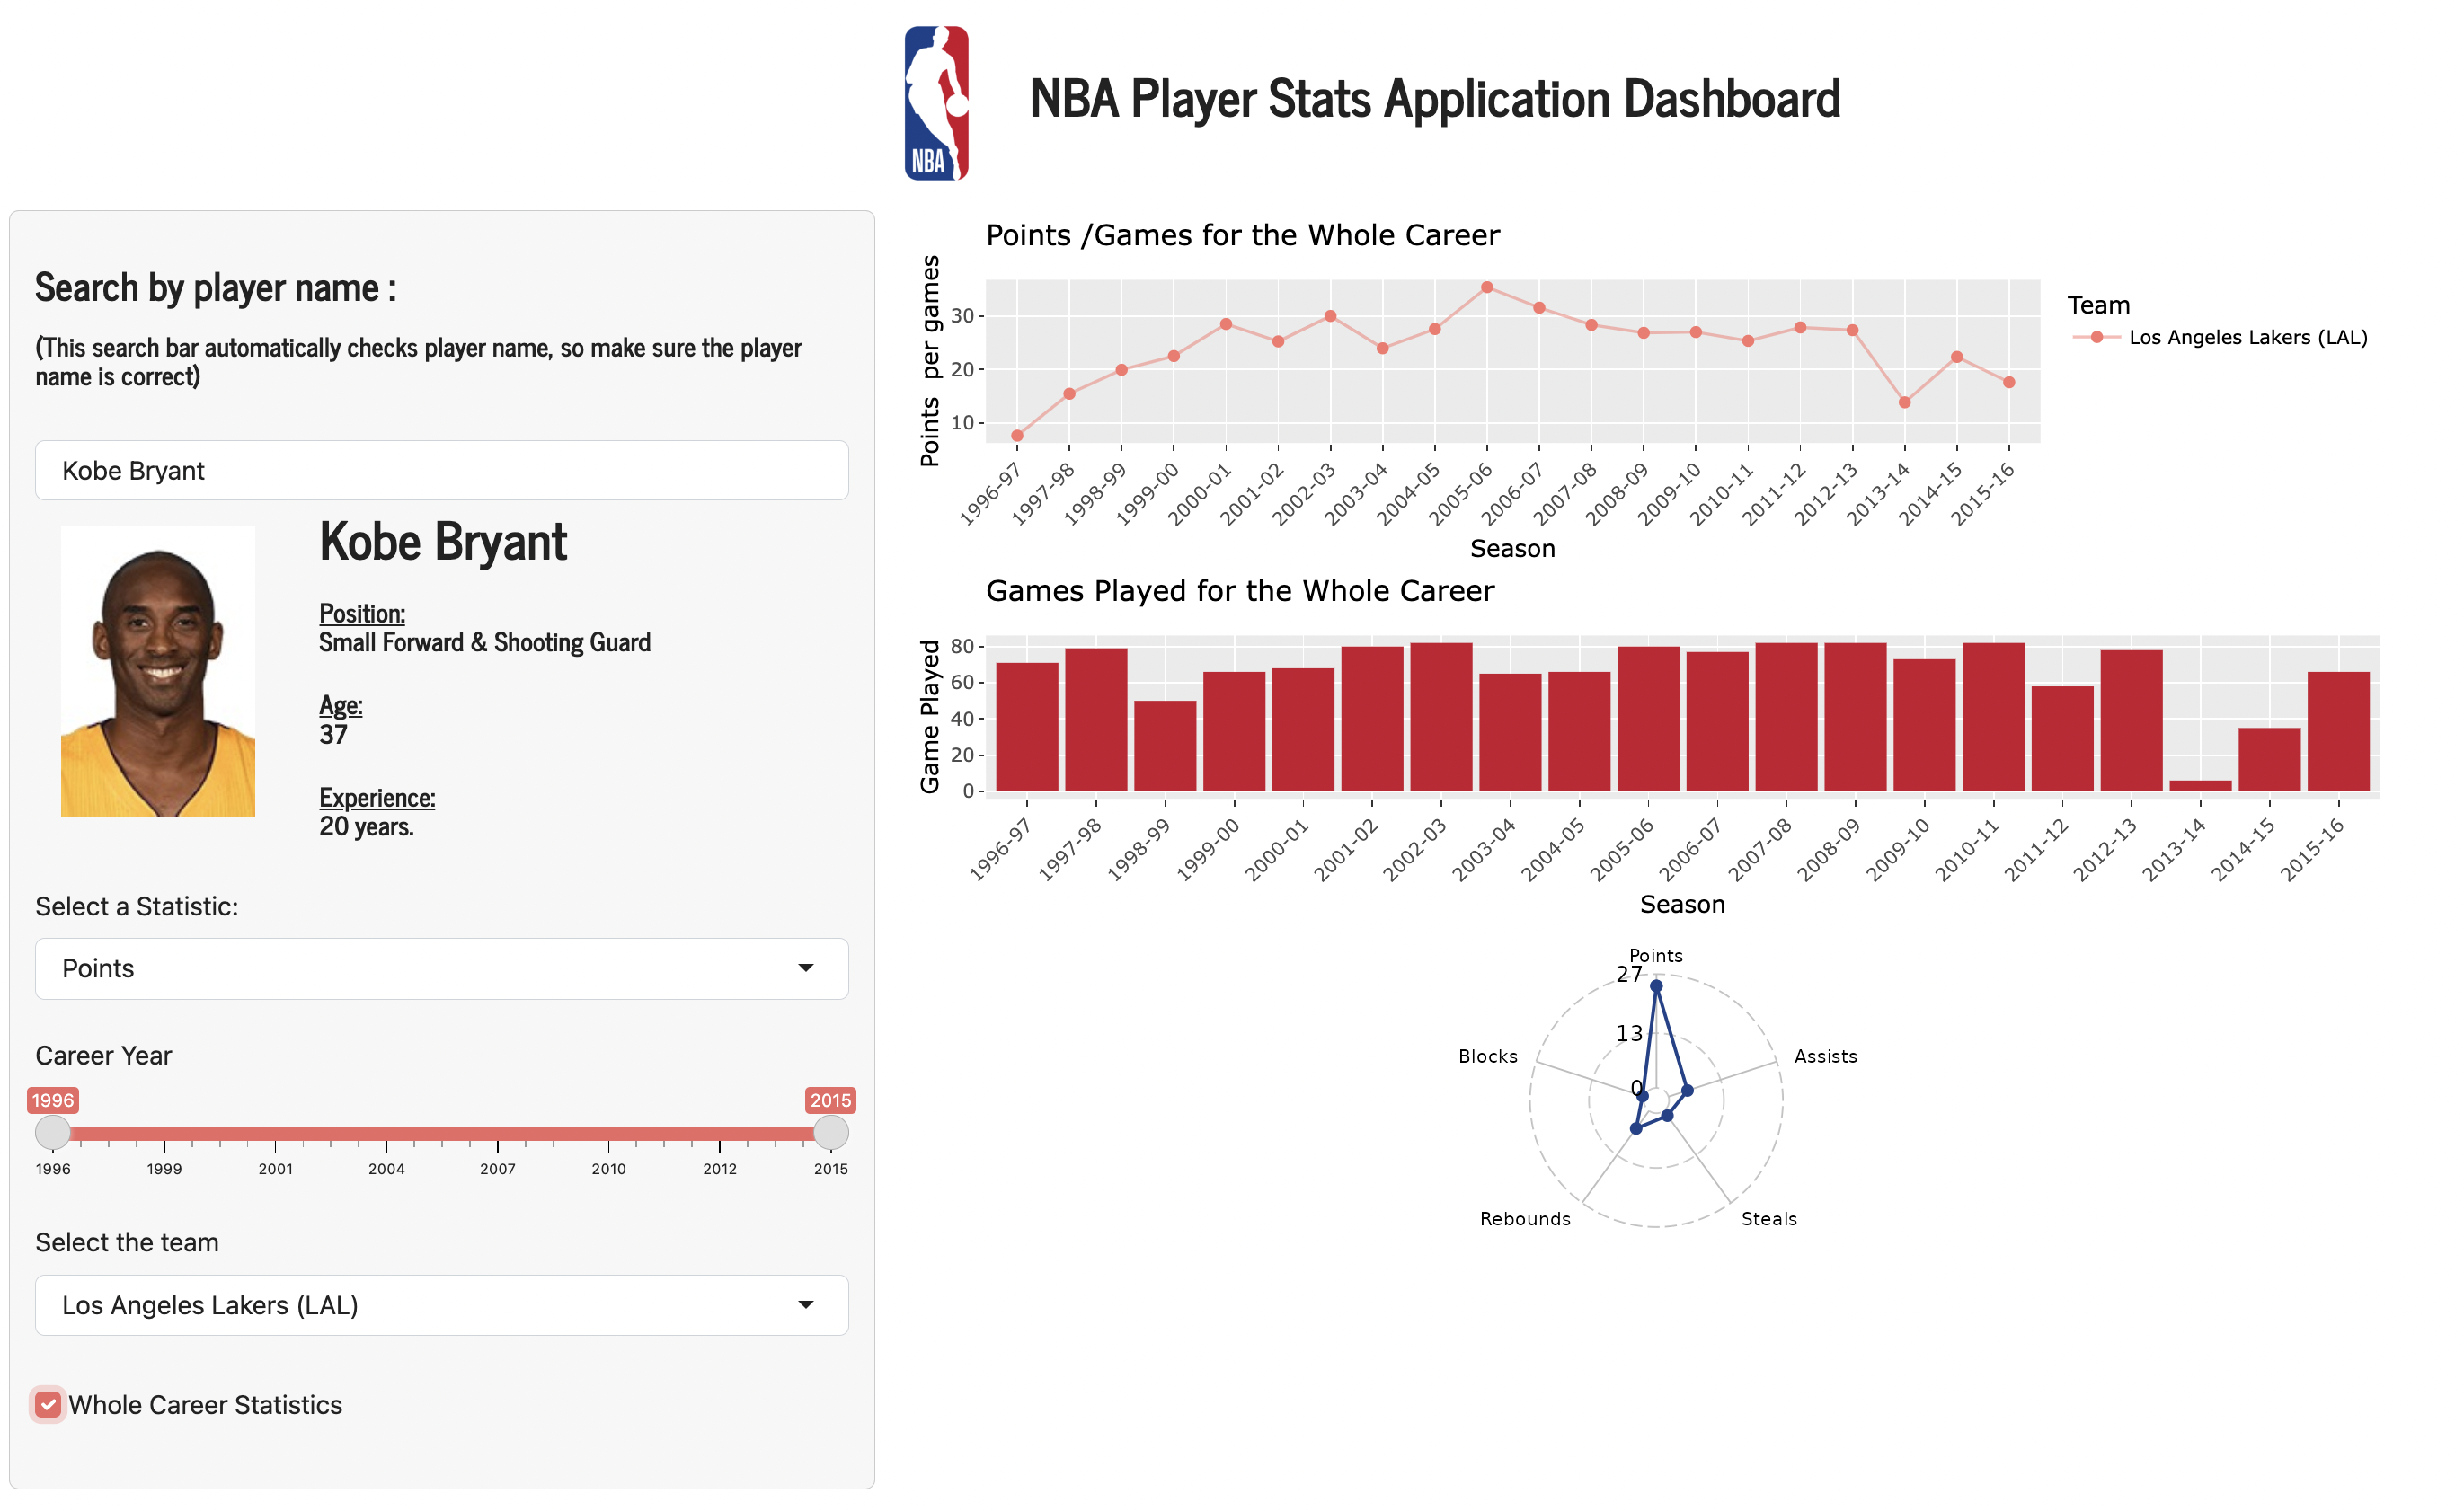 NBA
NBA Player Stats Application Dashboard
Search by player name :
(This search bar automatically checks player name, so make sure the player
name is correct)
Kobe Bryant
Kobe Bryant
Position:
Small Forward & Shooting Guard
Age:
37
Experience:
20 years.
Select a Statistic:
Points
Career Year
1996 2015
1996 1999 2001 2004 2007 2010 2012 2015
Select the team
Los Angeles Lakers (LAL)
Whole Career Statistics
Points /Games for the Whole Career
Points per games
30
20
10
1996-97 1997-98 1998-99 1999-00 2000-01 2001-02 2002-03 2003-04 2004-05 2005-06 2006-07 2007-08 2008-09 2009-10 2010-11 2011-12 2012-13 2013-14 2014-15 2015-16
Season
Team
Los Angeles Lakers (LAL)
Games Played for the Whole Career
Game Played
80
60
40
20
0
1996-97 1997-98 1998-99 1999-00 2000-01 2001-02 2002-03 2003-04 2004-05 2005-06 2006-07 2007-08 2008-09 2009-10 2010-11 2011-12 2012-13 2013-14 2014-15 2015-16
Season
Points
27
13
Blocks Assists
0
Rebounds Steals